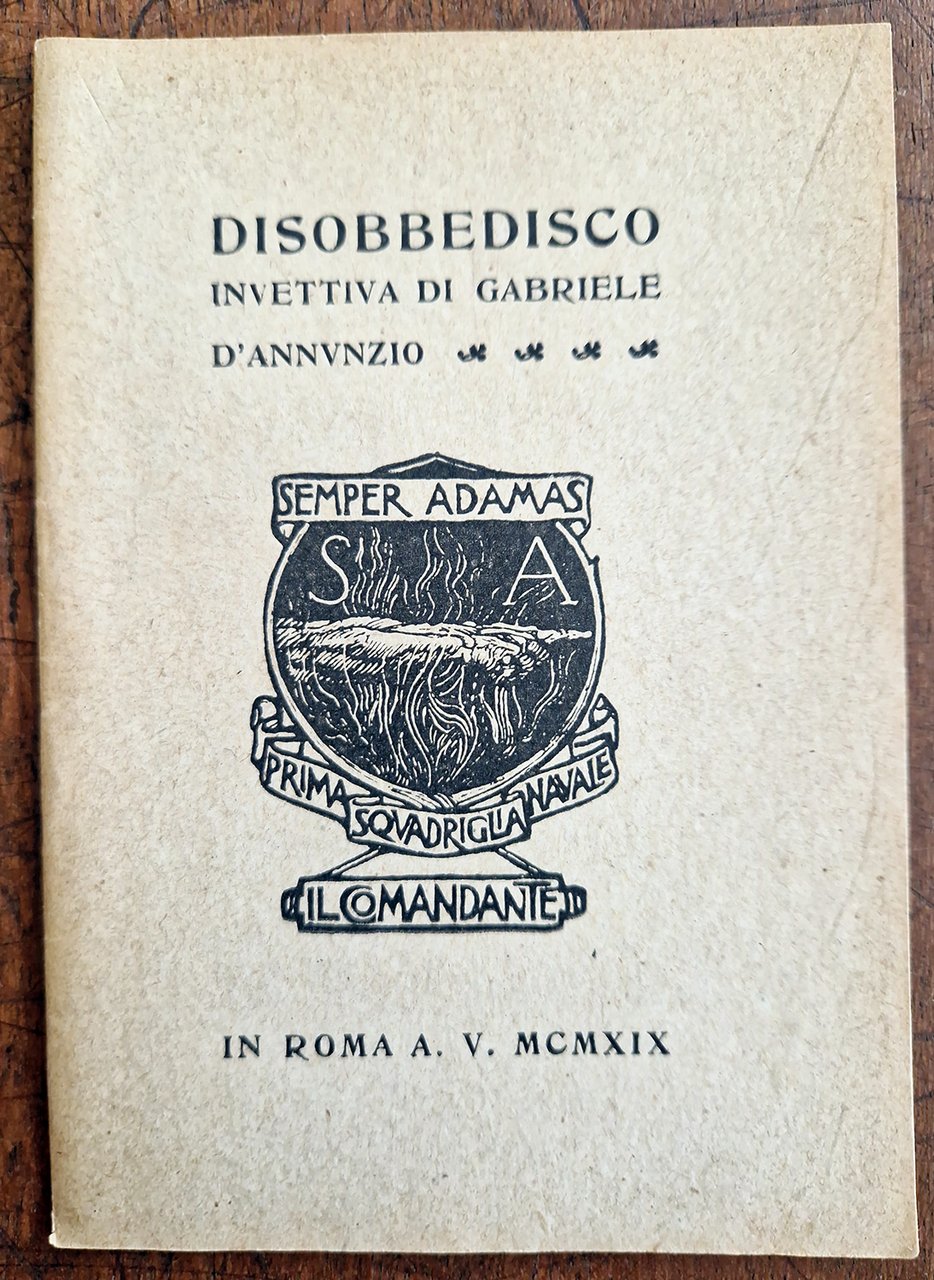 DISOBBEDISCO
INVETTIVA DI GABRIELE
D'ANNVNZIO
SEMPER ADAMAS
S A
PRIMA SQVADRIGLIA NAVALE
IL COMANDANTE
IN ROMA A. V. MCMXIX